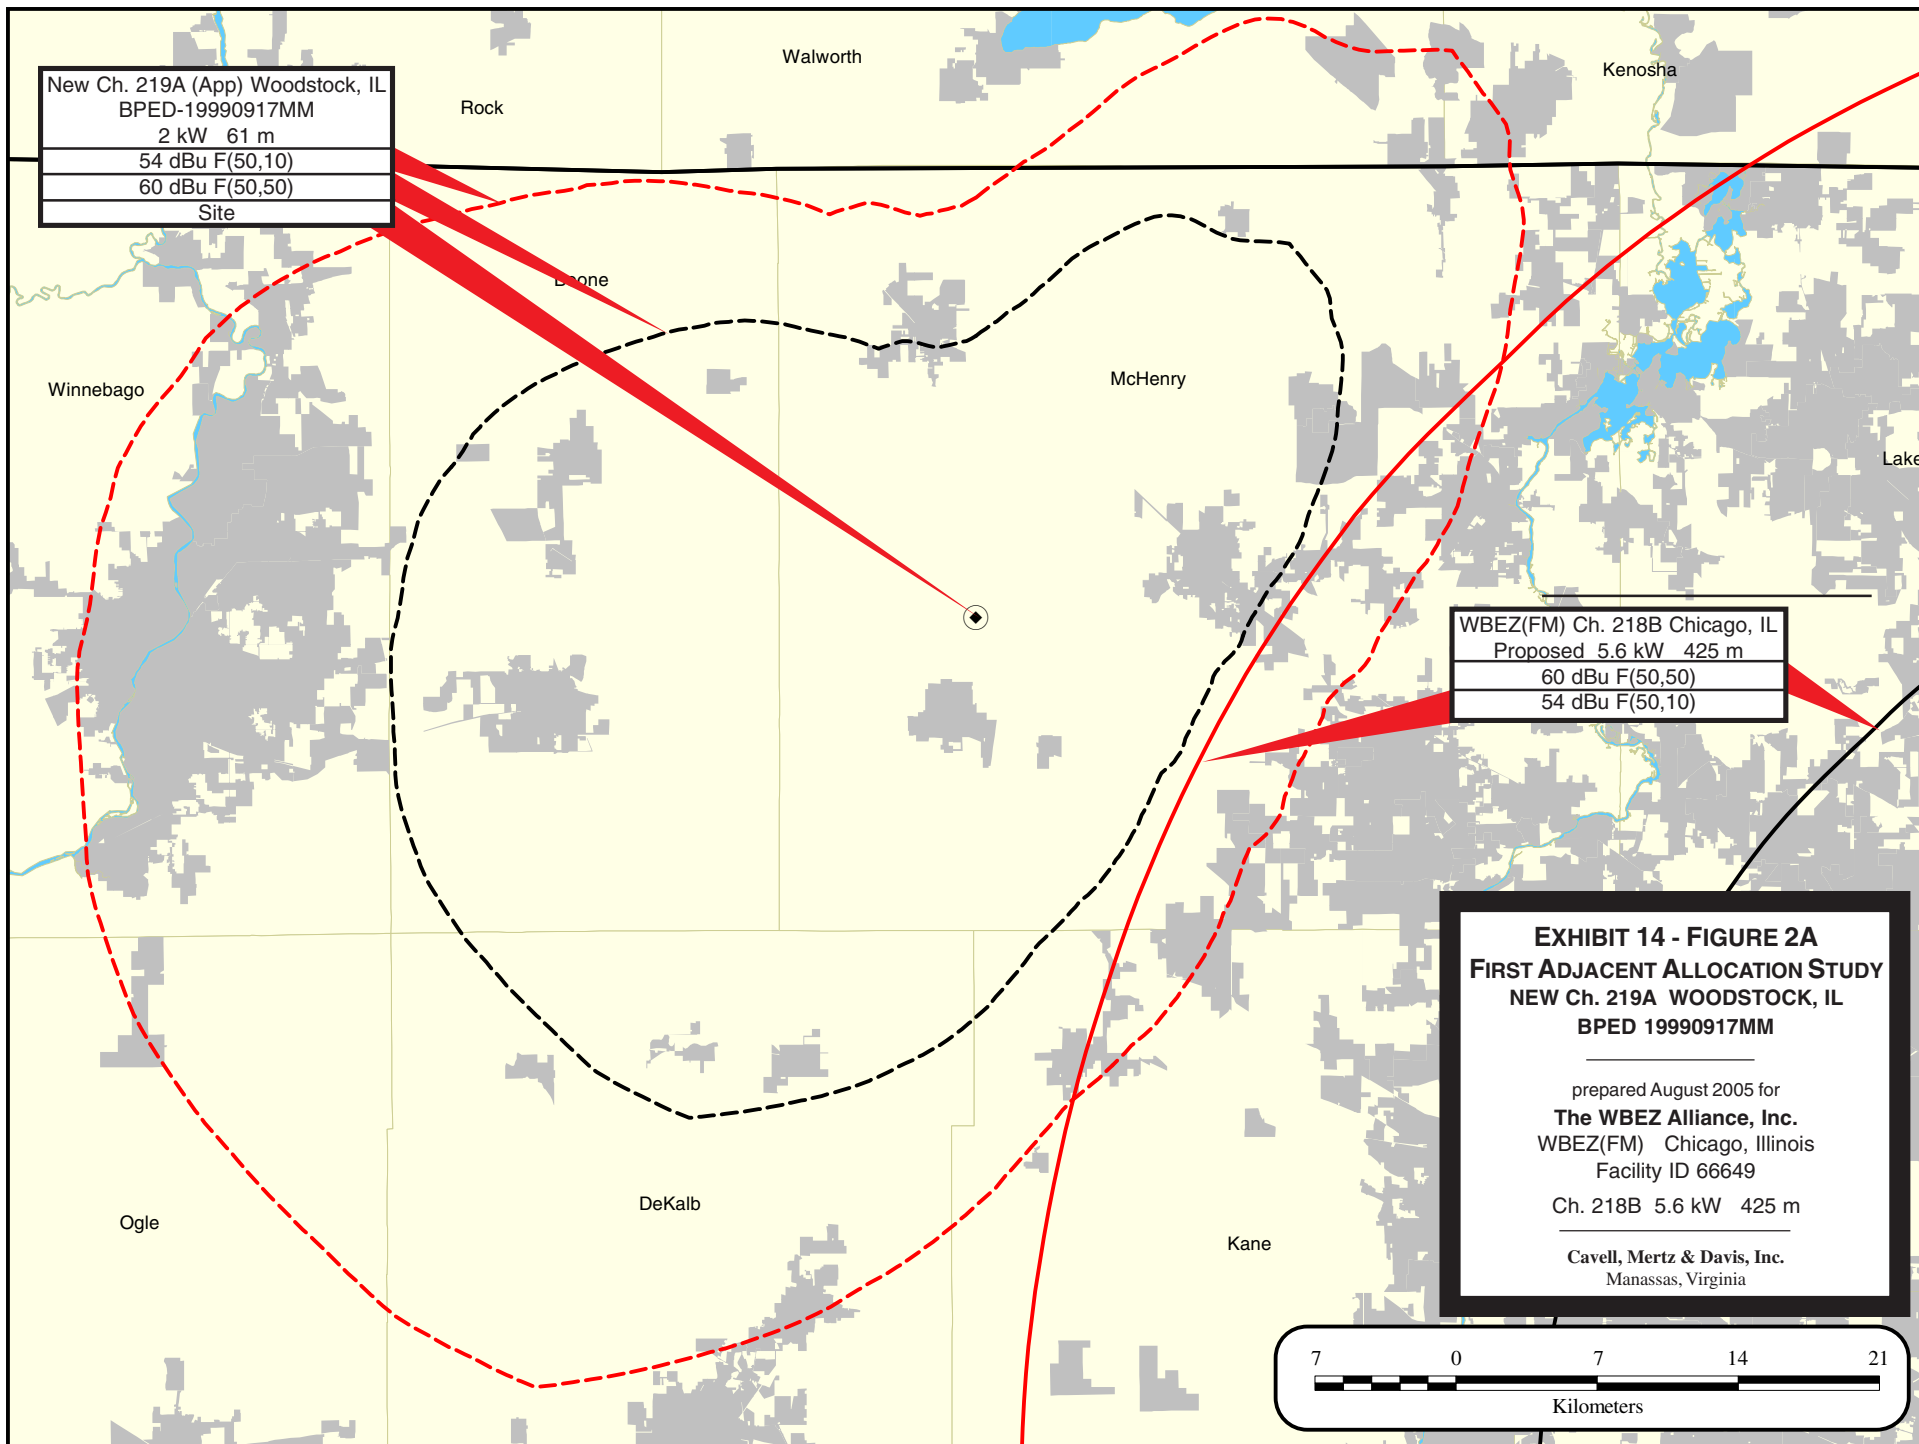 Walworth
Kenosha
Rock
New Ch. 219A (App) Woodstock, IL
BPED-19990917MM
2 kW 61 m
54 dBu F(50,10)
60 dBu F(50,50)
Site
Boone
Winnebago
McHenry
Lake
WBEZ(FM) Ch. 218B Chicago, IL
Proposed 5.6 kW 425 m
60 dBu F(50,50)
54 dBu F(50,10)
Ogle
DeKalb
Kane
EXHIBIT 14 - FIGURE 2A
FIRST ADJACENT ALLOCATION STUDY
NEW Ch. 219A WOODSTOCK, IL
BPED 19990917MM
prepared August 2005 for
The WBEZ Alliance, Inc.
WBEZ(FM) Chicago, Illinois
Facility ID 66649
Ch. 218B 5.6 kW 425 m
Cavell, Mertz & Davis, Inc.
Manassas, Virginia
7 0 7 14 21
Kilometers